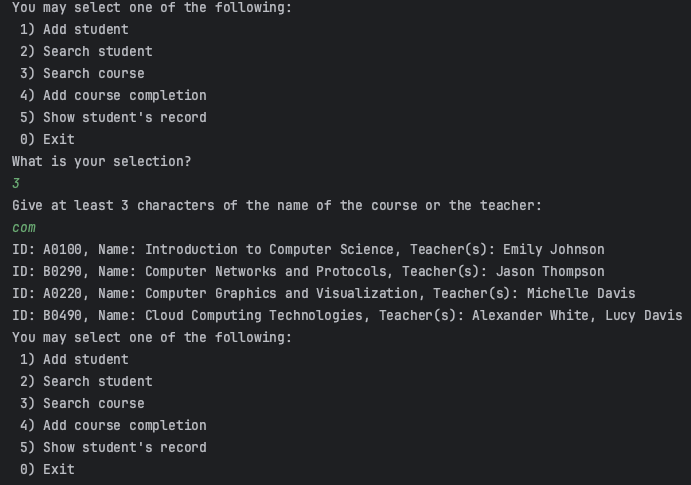 You may select one of the following:
1) Add student
2) Search student
3) Search course
4) Add course completion
5) Show student's record
0) Exit
What is your selection?
3
Give at least 3 characters of the name of the course or the teacher:
com
ID: A0100, Name: Introduction to Computer Science, Teacher(s): Emily Johnson
ID: B0290, Name: Computer Networks and Protocols, Teacher(s): Jason Thompson
ID: A0220, Name: Computer Graphics and Visualization, Teacher(s): Michelle Davis
ID: B0490, Name: Cloud Computing Technologies, Teacher(s): Alexander White, Lucy Davis
You may select one of the following:
1) Add student
2) Search student
3) Search course
4) Add course completion
5) Show student's record
0) Exit